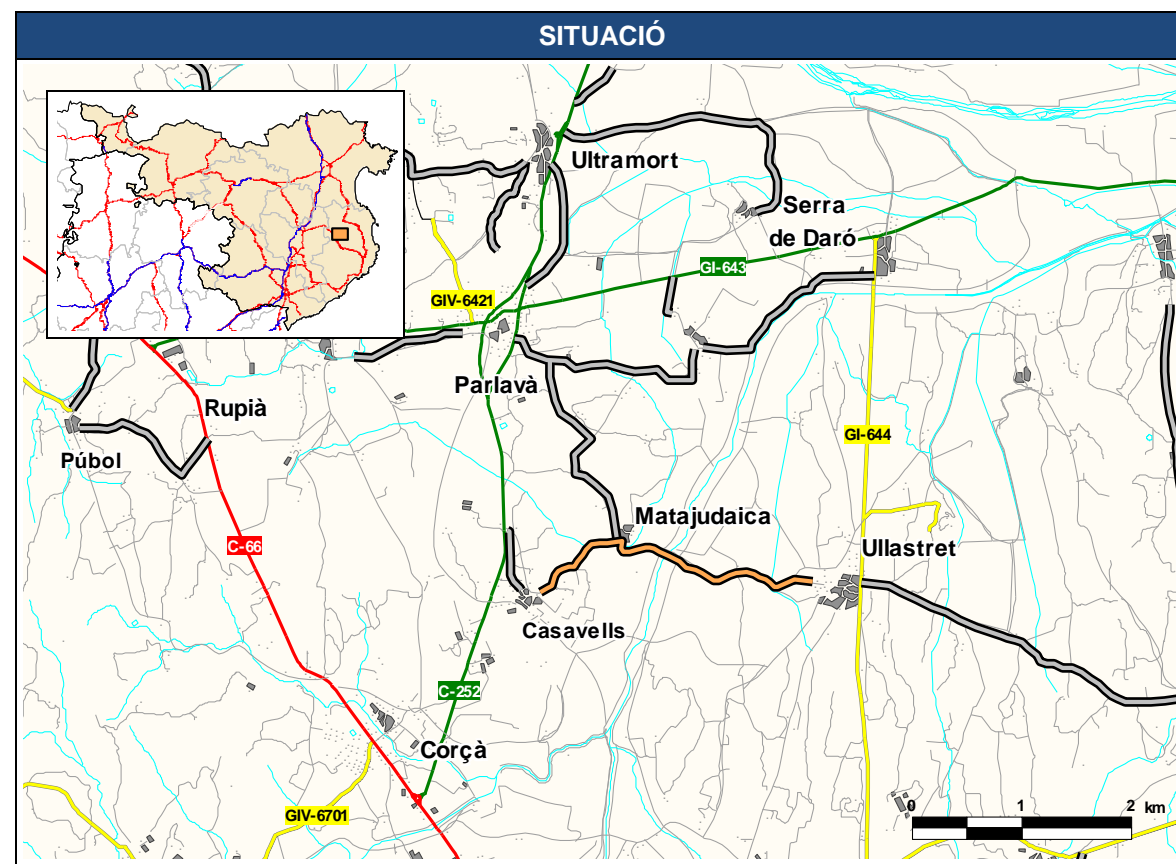 SITUACIÓ
Ultramort
Serra
de Daró
GI-643
GIV-6421
Parlavà
Rupià
GI-644
Púbol
Matajudaica
C-66
Ullastret
Casavells
C-252
Corçà
GIV-6701
0 1 2 km